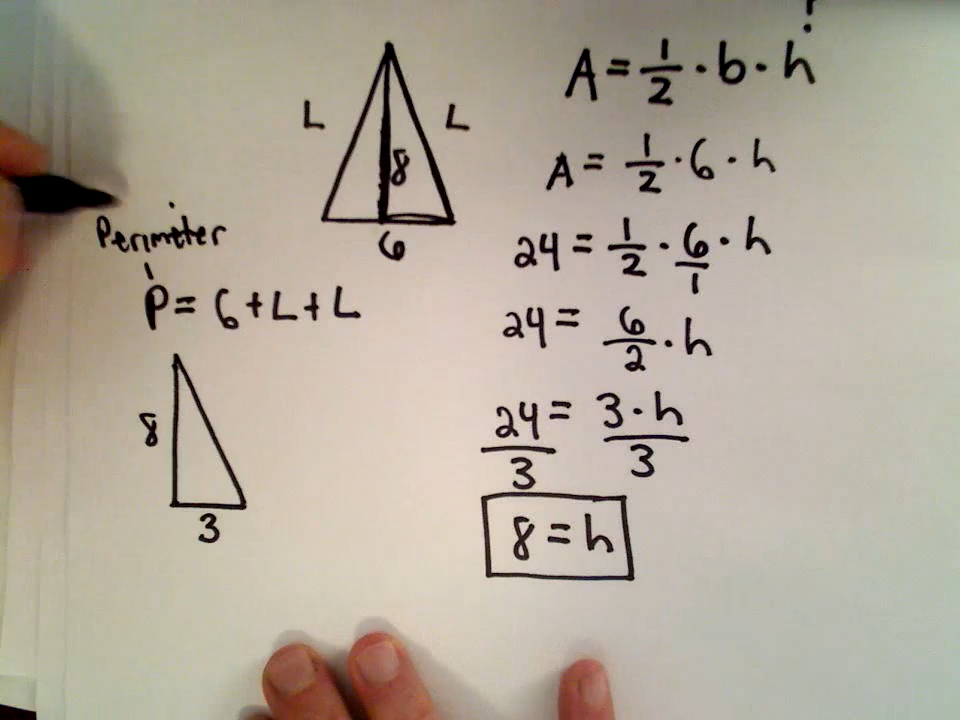 ?
A = 1/2 · b · h
L L
8
6
A = 1/2 · 6 · h
Perimeter
24 = 1/2 · 6/1 · h
P = 6 + L + L
24 = 6/2 · h
8
3
24/3 = 3 · h/3
8 = h